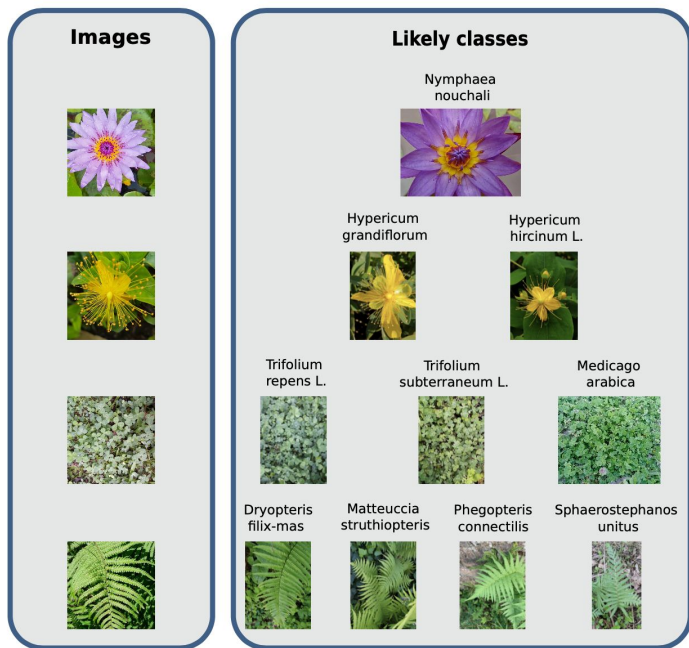 Images
Likely classes
Nymphaea
nouchali
Hypericum
grandiflorum
Hypericum
hircinum L.
Trifolium
repens L.
Trifolium
subterraneum L.
Medicago
arabica
Dryopteris
filix-mas
Matteuccia
struthiopteris
Phegopteris
connectilis
Sphaerostephanos
unitus